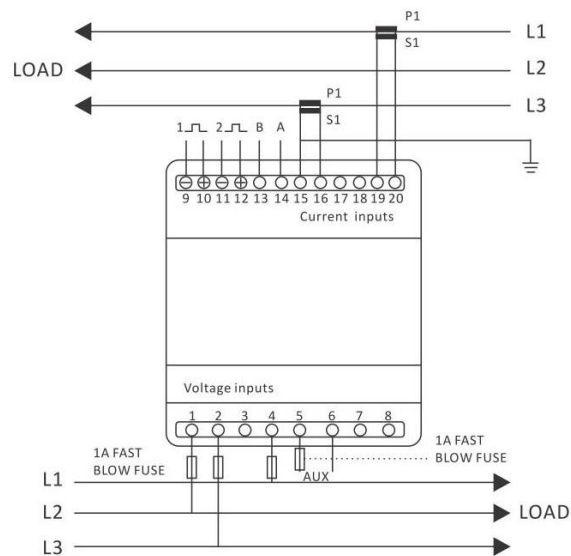 P1
L1
S1
LOAD
L2
P1
L3
S1
1 2 B A
9 10 11 12 13 14 15 16 17 18 19 20
Current inputs
Voltage inputs
1 2 3 4 5 6 7 8
1A FAST
BLOW FUSE
1A FAST
BLOW FUSE
AUX
L1
L2
LOAD
L3